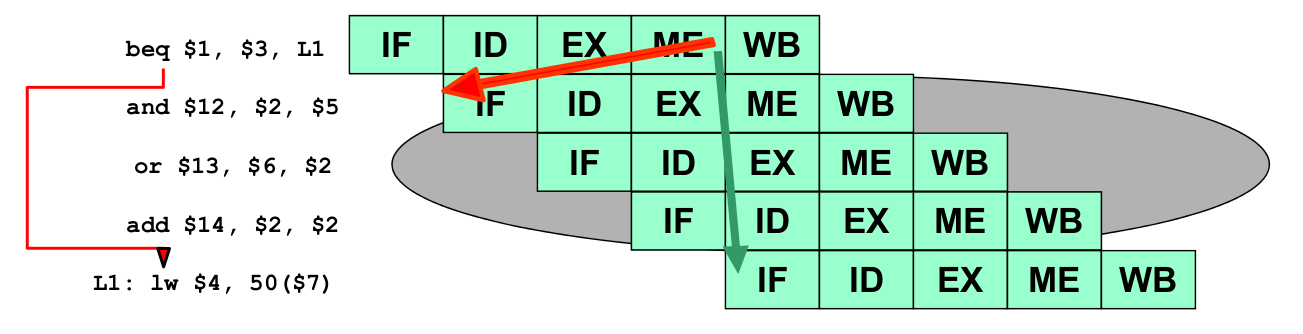 beq $1, $3, L1 IF ID EX ME WB
and $12, $2, $5 IF ID EX ME WB
or $13, $6, $2 IF ID EX ME WB
add $14, $2, $2 IF ID EX ME WB
L1: lw $4, 50($7) IF ID EX ME WB